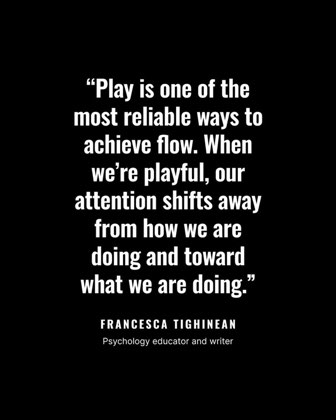 “Play is one of the
most reliable ways to
achieve flow. When
we’re playful, our
attention shifts away
from how we are
doing and toward
what we are doing.”
FRANCESCA TIGHINEAN
Psychology educator and writer